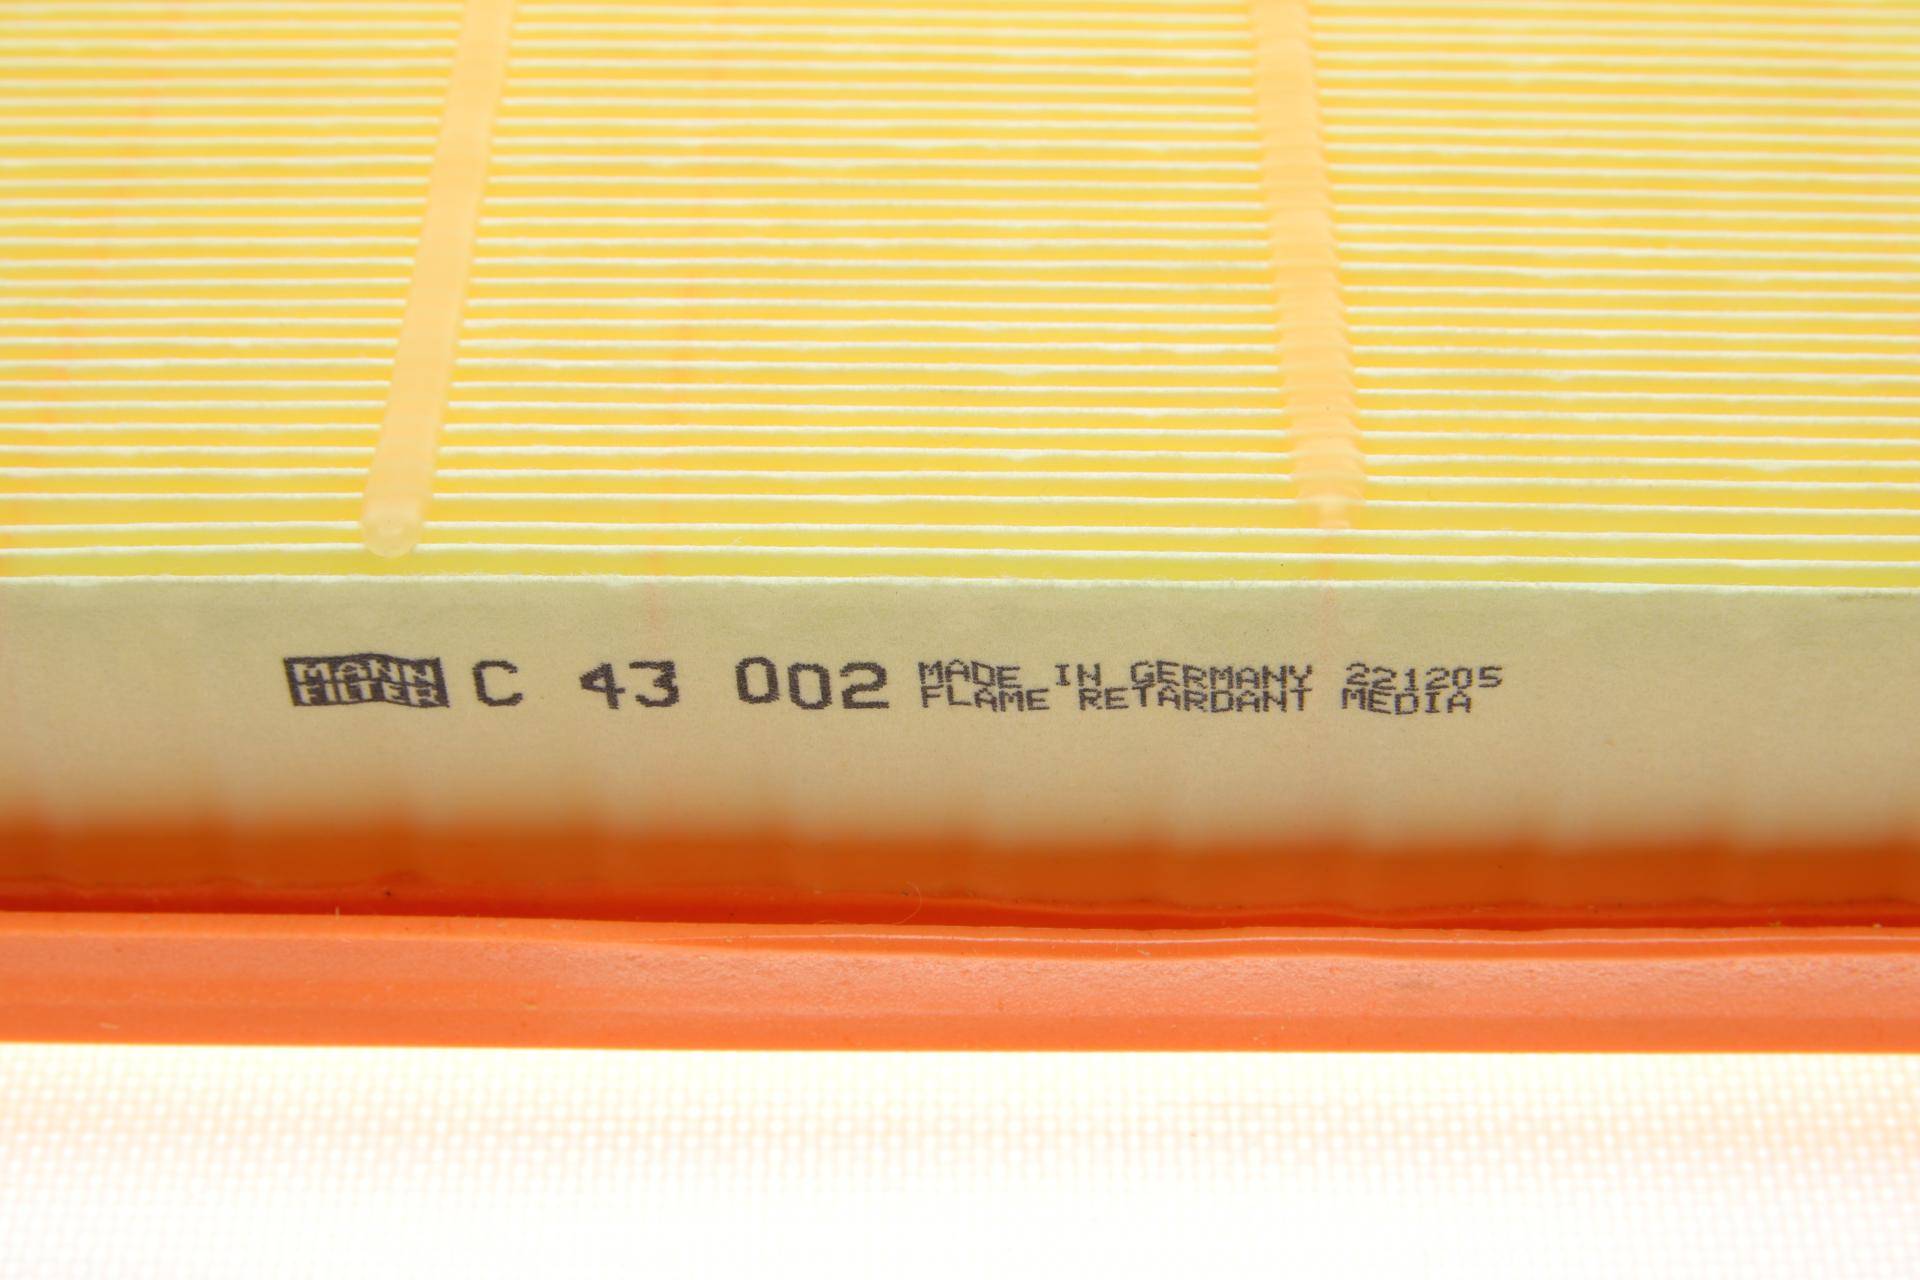 MANN
FILTER
C 43 002
MADE IN GERMANY 221205
FLAME RETARDANT MEDIA